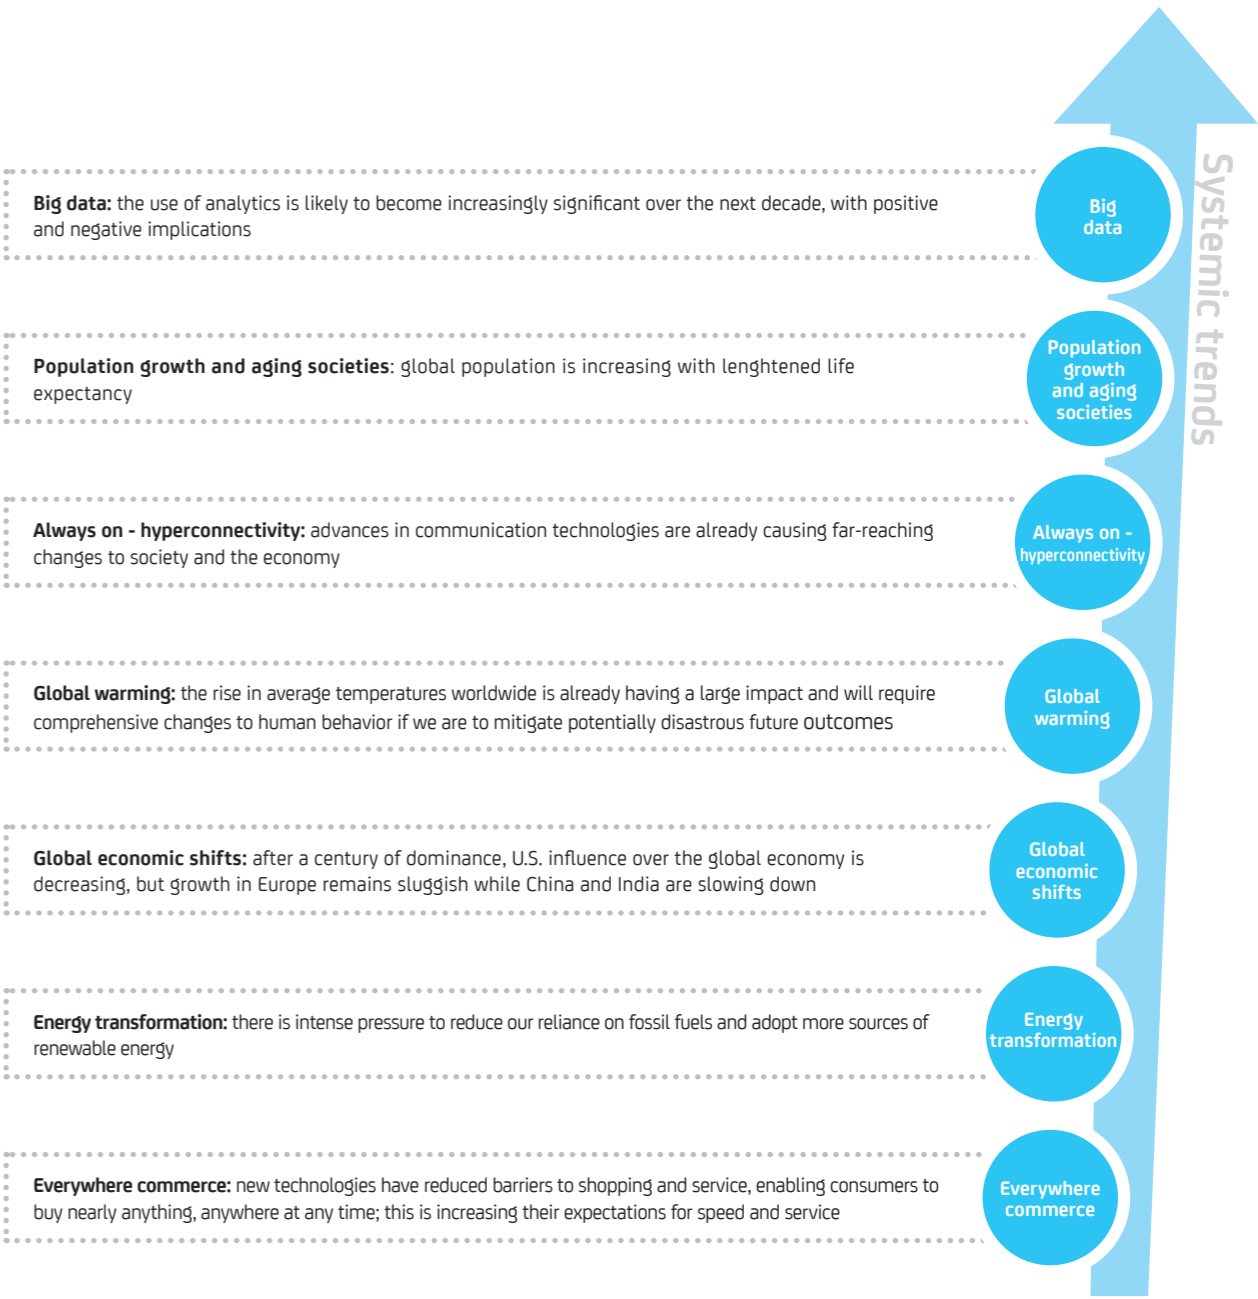 Systemic trends
Big data: the use of analytics is likely to become increasingly significant over the next decade, with positive
and negative implications
Big
data
Population growth and aging societies: global population is increasing with lenghtened life
expectancy
Population
growth
and aging
societies
Always on - hyperconnectivity: advances in communication technologies are already causing far-reaching
changes to society and the economy
Always on -
hyperconnectivity
Global warming: the rise in average temperatures worldwide is already having a large impact and will require
comprehensive changes to human behavior if we are to mitigate potentially disastrous future outcomes
Global
warming
Global economic shifts: after a century of dominance, U.S. influence over the global economy is
decreasing, but growth in Europe remains sluggish while China and India are slowing down
Global
economic
shifts
Energy transformation: there is intense pressure to reduce our reliance on fossil fuels and adopt more sources of
renewable energy
Energy
transformation
Everywhere commerce: new technologies have reduced barriers to shopping and service, enabling consumers to
buy nearly anything, anywhere at any time; this is increasing their expectations for speed and service
Everywhere
commerce